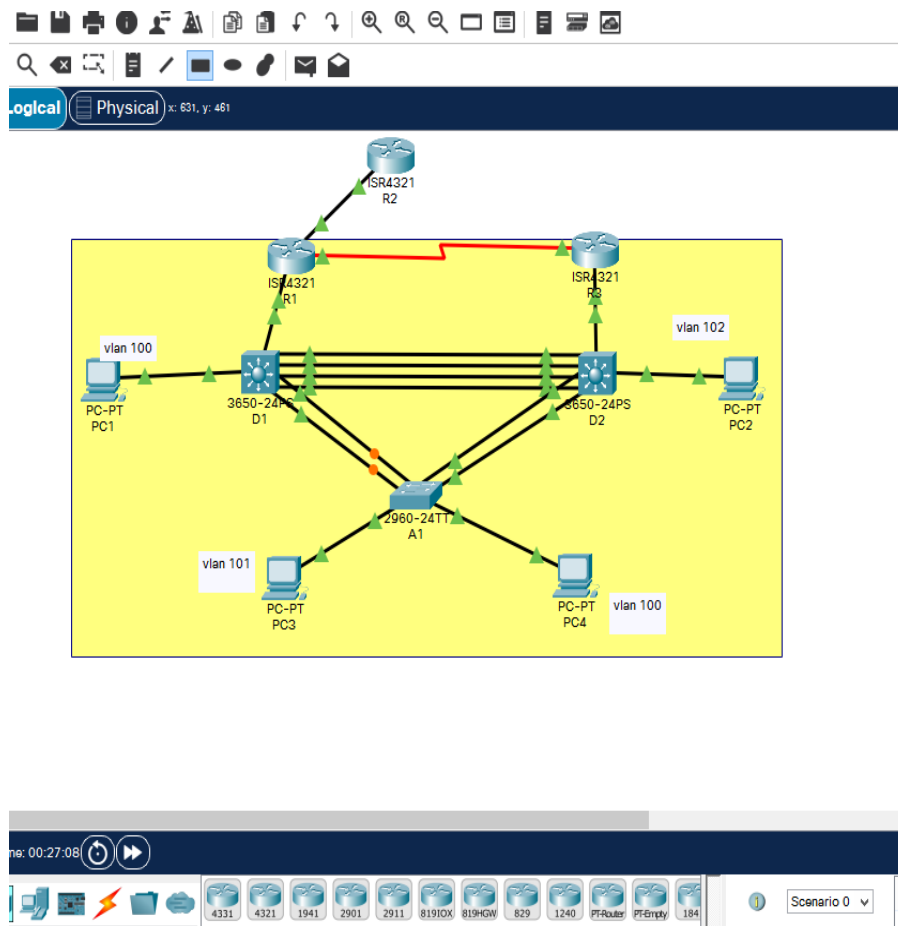 Logical
Physical
x: 631, y: 461
ISR4321
R2
ISR4321
R1
ISR4321
R3
vlan 100
vlan 102
PC-PT
PC1
3650-24PS
D1
3650-24PS
D2
PC-PT
PC2
2960-24TT
A1
vlan 101
PC-PT
PC3
PC-PT
PC4
vlan 100
me: 00:27:08
4331
4321
1941
2901
2911
819IOX
819HGW
829
1240
PT-Router
PT-Empty
184
Scenario 0